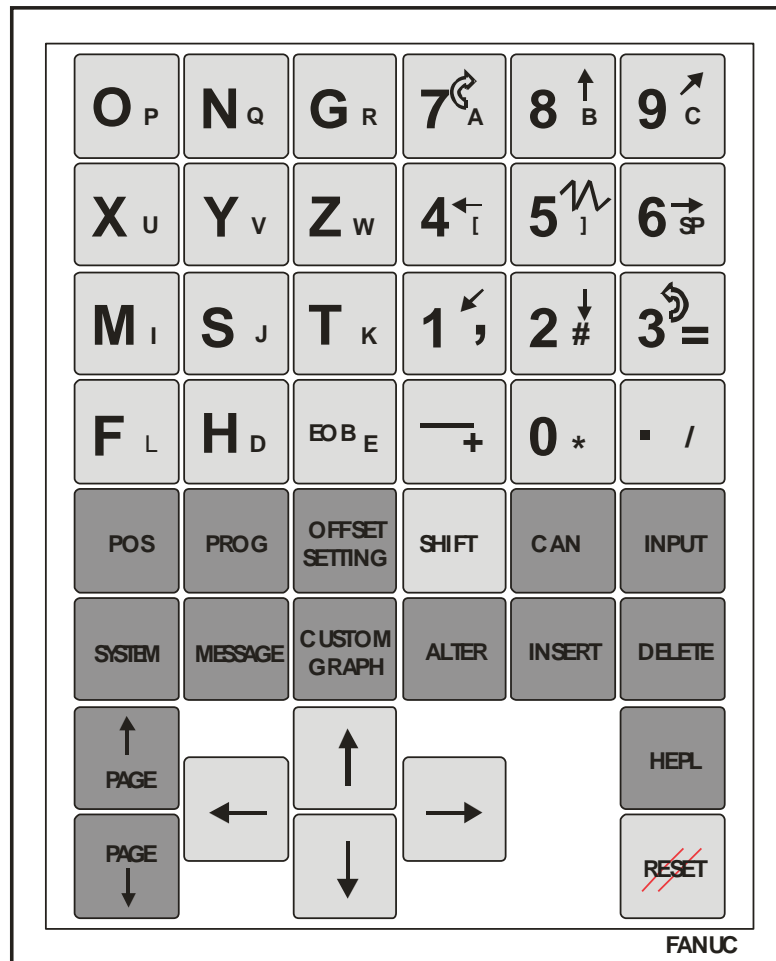 O P N Q G R 7 A 8 B 9 C
X U Y V Z W 4 [ 5 ] 6 SP
M I S J T K 1 , 2 # 3 =
F L H D EOB E — + 0 * . /
POS PROG OFFSET SETTING SHIFT CAN INPUT
SYSTEM MESSAGE CUSTOM GRAPH ALTER INSERT DELETE
PAGE HEPL
PAGE RESET
FANUC